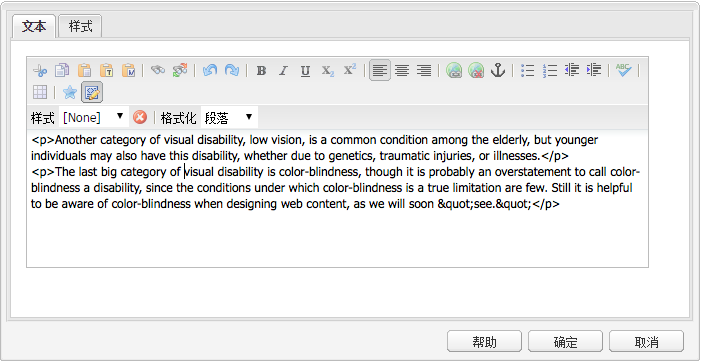 文本 样式
B I U X₂ X²
ABC
样式 [None] 格式化 段落
<p>Another category of visual disability, low vision, is a common condition among the elderly, but younger
individuals may also have this disability, whether due to genetics, traumatic injuries, or illnesses.</p>
<p>The last big category of visual disability is color-blindness, though it is probably an overstatement to call color-
blindness a disability, since the conditions under which color-blindness is a true limitation are few. Still it is helpful
to be aware of color-blindness when designing web content, as we will soon &quot;see.&quot;</p>
帮助 确定 取消